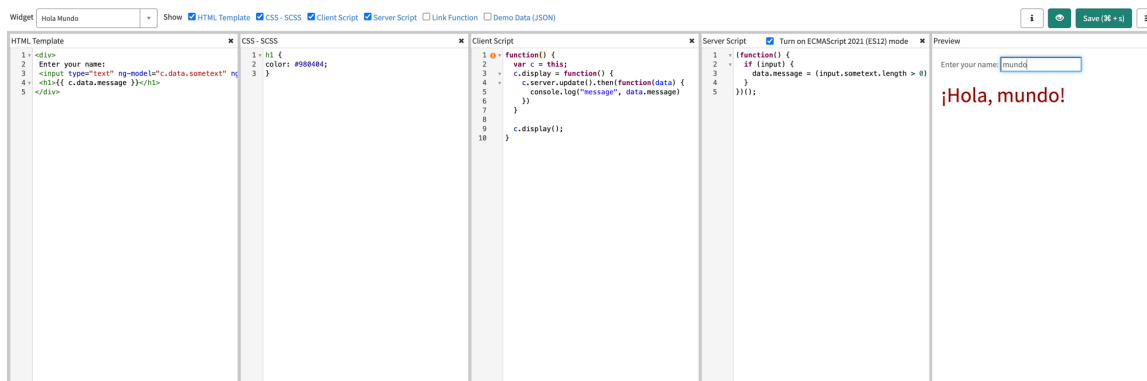 Widget Hola Mundo Show HTML Template CSS - SCSS Client Script Server Script Link Function Demo Data (JSON) i Save (⌘ + s)
HTML Template ✖
1 <div>
2 Enter your name:
3 <input type="text" ng-model="c.data.sometext" ng
4 <h1>{{ c.data.message }}</h1>
5 </div>
CSS - SCSS ✖
1 h1 {
2 color: #980404;
3 }
Client Script ✖
1 function() {
2 var c = this;
3 c.display = function() {
4 c.server.update().then(function(data) {
5 console.log("message", data.message)
6 })
7 }
8
9 c.display();
10 }
Server Script Turn on ECMAScript 2021 (ES12) mode ✖
1 (function() {
2 if (input) {
3 data.message = (input.sometext.length > 0)
4 }
5 })();
Preview
Enter your name: mundo
¡Hola, mundo!